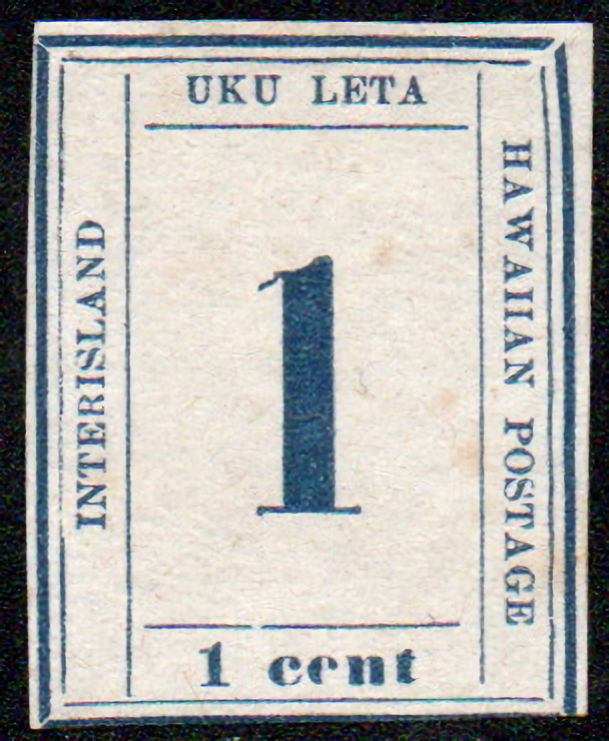 UKU LETA
INTERISLAND
HAWAIIAN POSTAGE
1
1 cent